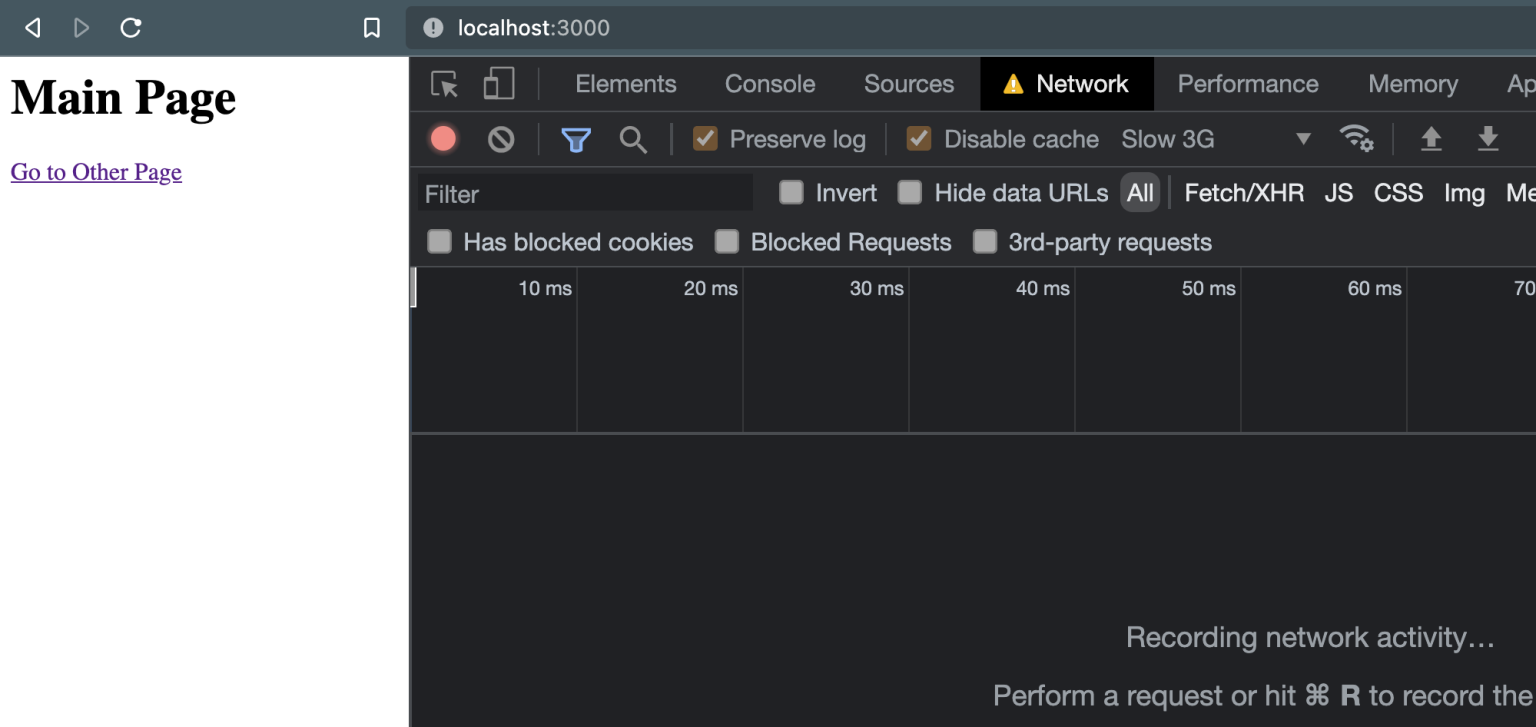 localhost:3000
Main Page
Go to Other Page
Elements Console Sources Network Performance Memory Ap
Preserve log Disable cache Slow 3G
Filter Invert Hide data URLs All Fetch/XHR JS CSS Img Me
Has blocked cookies Blocked Requests 3rd-party requests
10 ms 20 ms 30 ms 40 ms 50 ms 60 ms 70
Recording network activity…
Perform a request or hit ⌘ R to record the